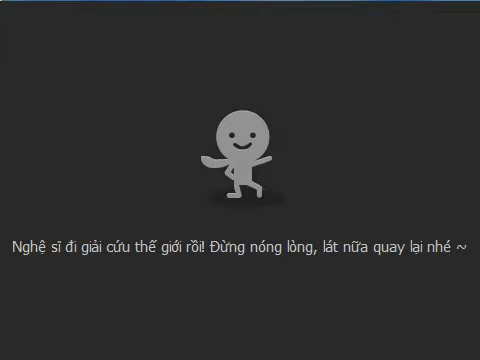 Nghệ sĩ đi giải cứu thế giới rồi! Đừng nóng lòng, lát nữa quay lại nhé ~